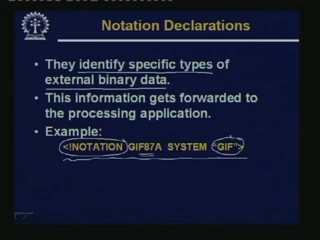 Notation Declarations
• They identify specific types of
external binary data.
• This information gets forwarded to
the processing application.
• Example:
<!NOTATION GIF87A SYSTEM "GIF">